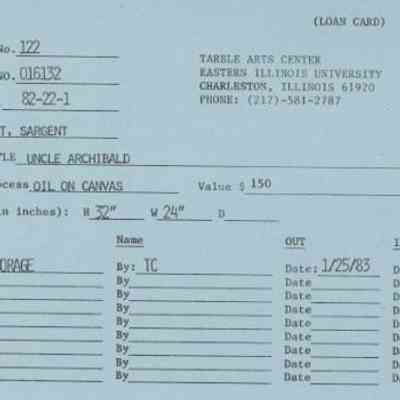 (LOAN CARD)
No. 122
TARBLE ARTS CENTER
NO. 016132
EASTERN ILLINOIS UNIVERSITY
CHARLESTON, ILLINOIS 61920
82-22-1
PHONE: (217)-581-2787
T, SARGENT
TLE UNCLE ARCHIBALD
ocess OIL ON CANVAS Value $ 150
in inches): H 32" W 24" D
Name OUT
ORAGE By: TC Date: 1/25/83 D
By Date D
By Date D
By Date D
By Date D
By Date D
By Date D
By Date D
By Date D